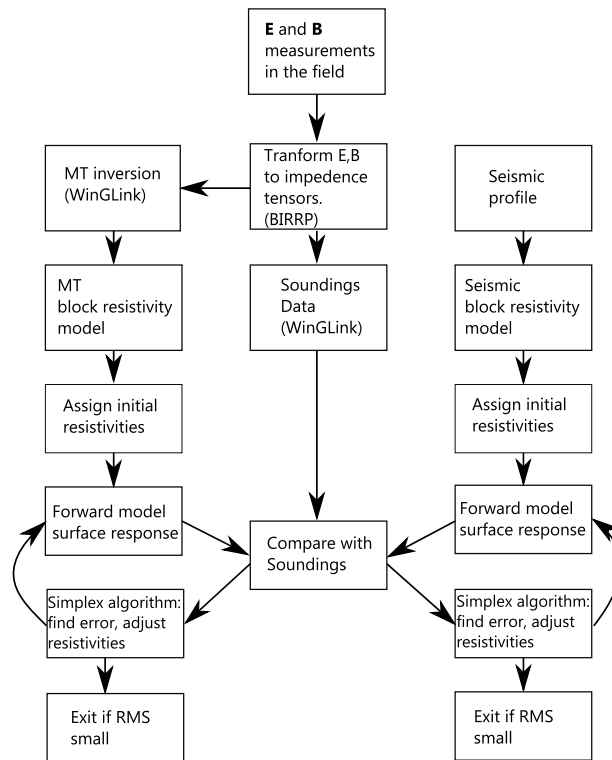 E and B
measurements
in the field
MT inversion
(WinGLink)
Tranform E,B
to impedence
tensors.
(BIRRP)
Seismic
profile
MT
block resistivity
model
Soundings
Data
(WinGLink)
Seismic
block resistivity
model
Assign initial
resistivities
Assign initial
resistivities
Forward model
surface response
Compare with
Soundings
Forward model
surface response
Simplex algorithm:
find error, adjust
resistivities
Simplex algorithm:
find error, adjust
resistivities
Exit if RMS
small
Exit if RMS
small